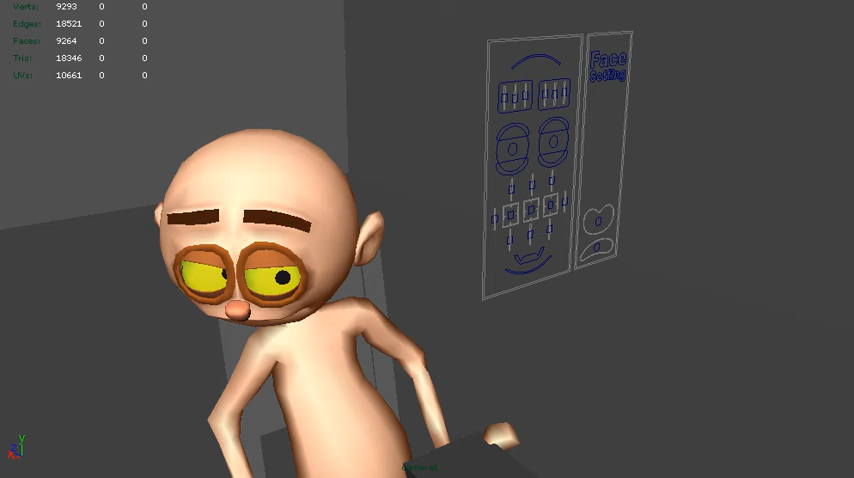 Verts: 9293 0 0
Edges: 18521 0 0
Faces: 9264 0 0
Tris: 18346 0 0
UVs: 10661 0 0
Face
Setting
camera1